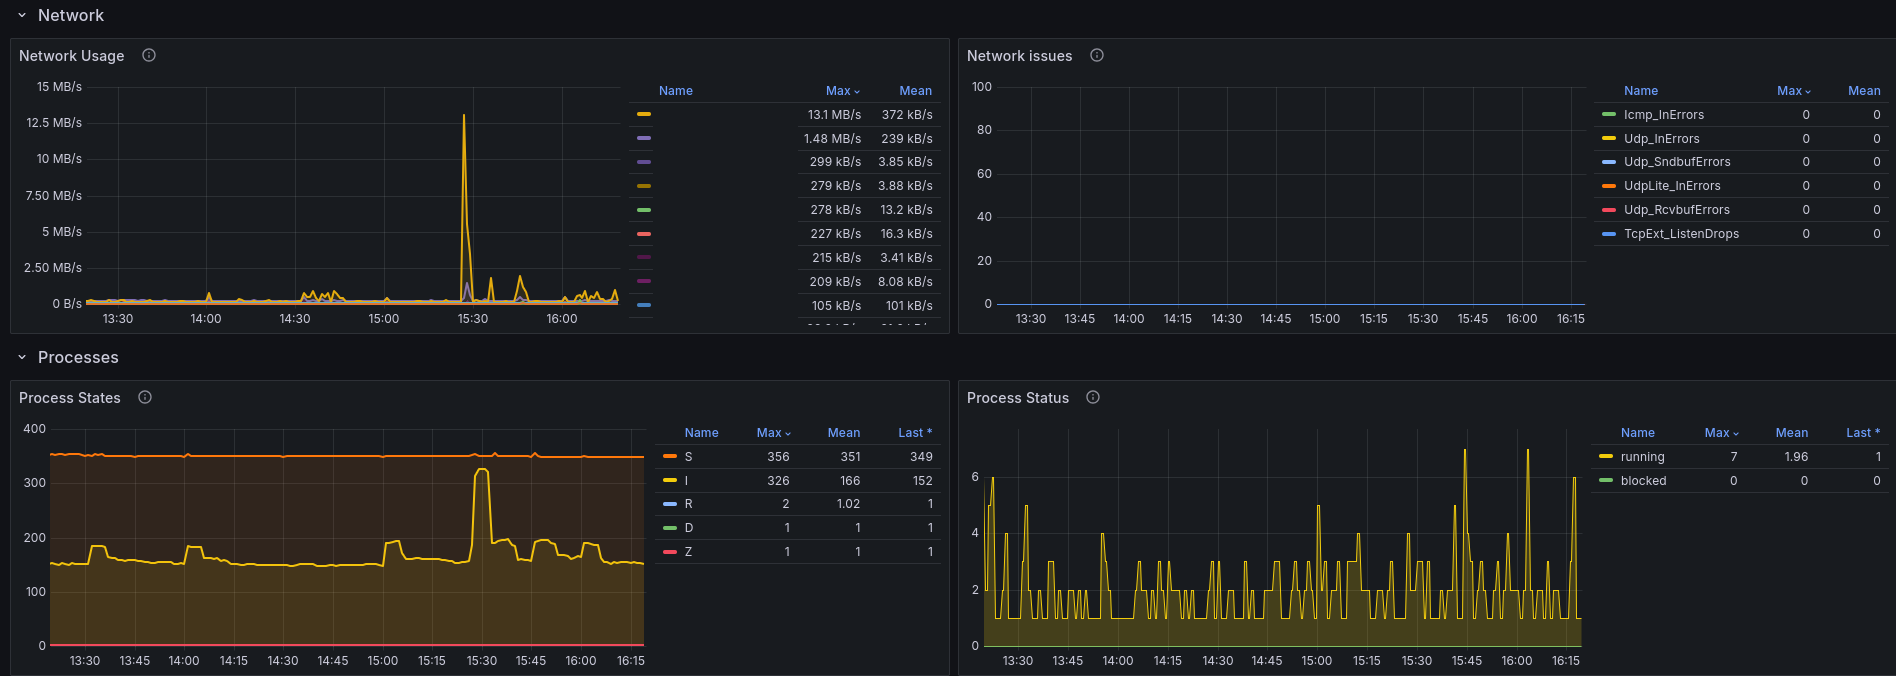 Network
Network Usage
15 MB/s
12.5 MB/s
10 MB/s
7.50 MB/s
5 MB/s
2.50 MB/s
0 B/s
13:30 14:00 14:30 15:00 15:30 16:00
Name Max Mean
13.1 MB/s 372 kB/s
1.48 MB/s 239 kB/s
299 kB/s 3.85 kB/s
279 kB/s 3.88 kB/s
278 kB/s 13.2 kB/s
227 kB/s 16.3 kB/s
215 kB/s 3.41 kB/s
209 kB/s 8.08 kB/s
105 kB/s 101 kB/s
Network issues
100
80
60
40
20
0
13:30 13:45 14:00 14:15 14:30 14:45 15:00 15:15 15:30 15:45 16:00 16:15
Name Max Mean
Icmp_InErrors 0 0
Udp_InErrors 0 0
Udp_SndbufErrors 0 0
UdpLite_InErrors 0 0
Udp_RcvbufErrors 0 0
TcpExt_ListenDrops 0 0
Processes
Process States
400
300
200
100
0
13:30 13:45 14:00 14:15 14:30 14:45 15:00 15:15 15:30 15:45 16:00 16:15
Name Max Mean Last *
S 356 351 349
I 326 166 152
R 2 1.02 1
D 1 1 1
Z 1 1 1
Process Status
6
4
2
0
13:30 13:45 14:00 14:15 14:30 14:45 15:00 15:15 15:30 15:45 16:00 16:15
Name Max Mean Last *
running 7 1.96 1
blocked 0 0 0